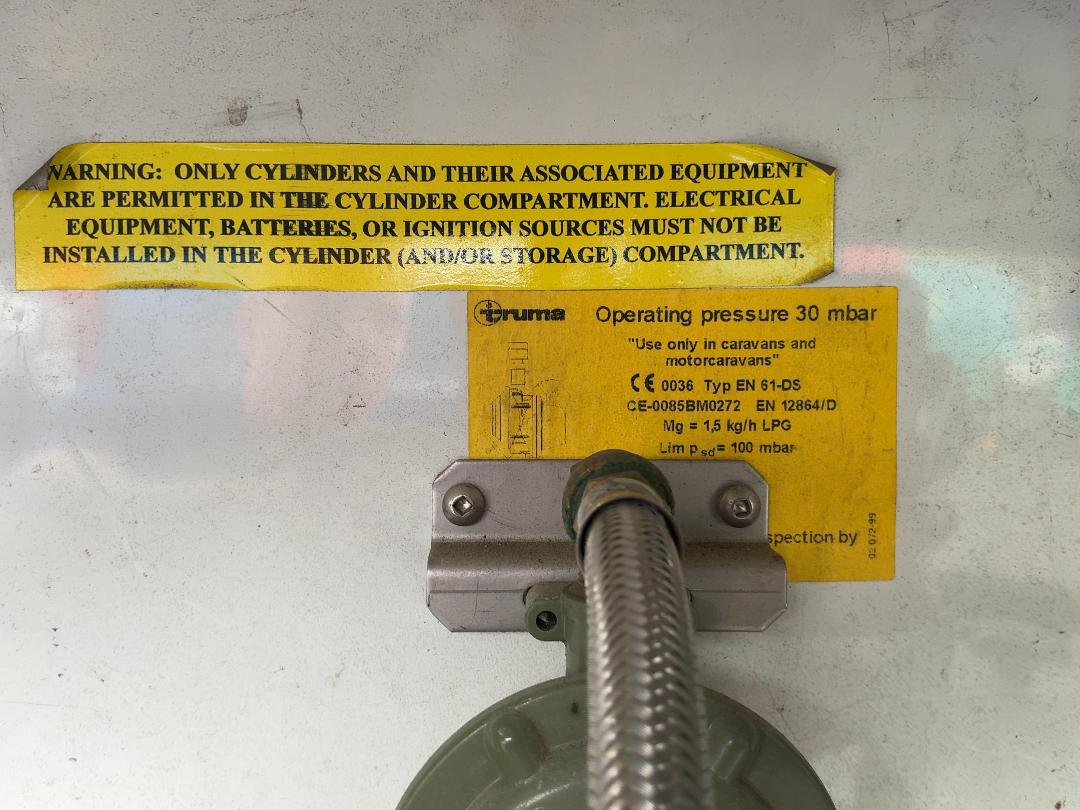 WARNING: ONLY CYLINDERS AND THEIR ASSOCIATED EQUIPMENT
ARE PERMITTED IN THE CYLINDER COMPARTMENT. ELECTRICAL
EQUIPMENT, BATTERIES, OR IGNITION SOURCES MUST NOT BE
INSTALLED IN THE CYLINDER (AND/OR STORAGE) COMPARTMENT.
truma Operating pressure 30 mbar
"Use only in caravans and
motorcaravans"
CE 0036 Typ EN 61-DS
CE-0085BM0272 EN 12864/D
Mg = 1,5 kg/h LPG
Lim p sd = 100 mbar
spection by
02 072-99